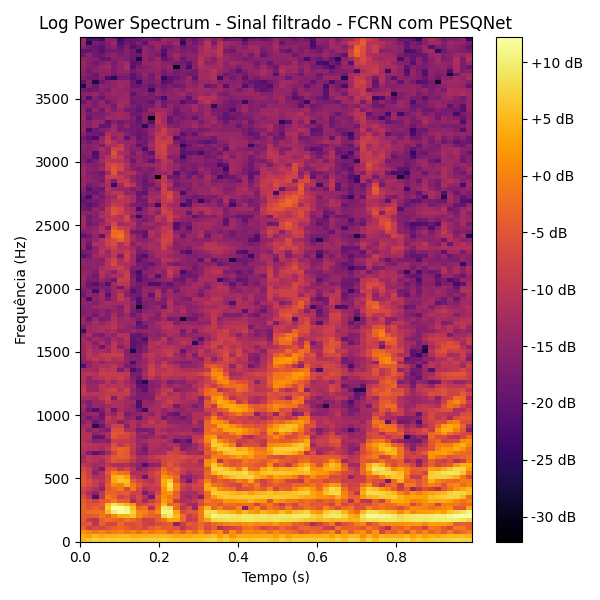 Log Power Spectrum - Sinal filtrado - FCRN com PESQNet
Frequência (Hz)
3500
3000
2500
2000
1500
1000
500
0
0.0
0.2
0.4
0.6
0.8
Tempo (s)
+10 dB
+5 dB
+0 dB
-5 dB
-10 dB
-15 dB
-20 dB
-25 dB
-30 dB